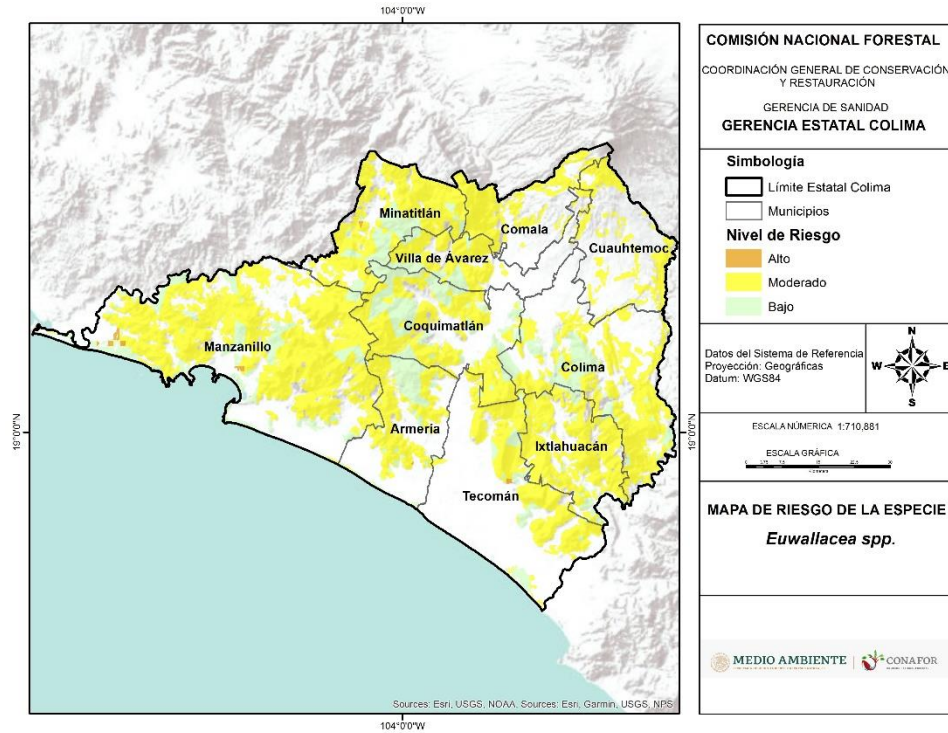 104°0'0"W
COMISIÓN NACIONAL FORESTAL
COORDINACIÓN GENERAL DE CONSERVACIÓN
Y RESTAURACIÓN
GERENCIA DE SANIDAD
GERENCIA ESTATAL COLIMA
Simbología
Límite Estatal Colima
Municipios
Nivel de Riesgo
Alto
Moderado
Bajo
Datos del Sistema de Referencia
Proyección: Geográficas
Datum: WGS84
N
W
E
S
ESCALA NÚMERICA 1:710,881
ESCALA GRÁFICA
MAPA DE RIESGO DE LA ESPECIE
Euwallacea spp.
MEDIO AMBIENTE
CONAFOR
Minatitlán
Comala
Cuauhtemoc
Villa de Ávarez
Coquimatlán
Manzanillo
Colima
Armeria
Ixtlahuacán
Tecomán
19°0'0"N
19°0'0"N
Sources: Esri, USGS, NOAA, Sources: Esri, Garmin, USGS, NPS
104°0'0"W